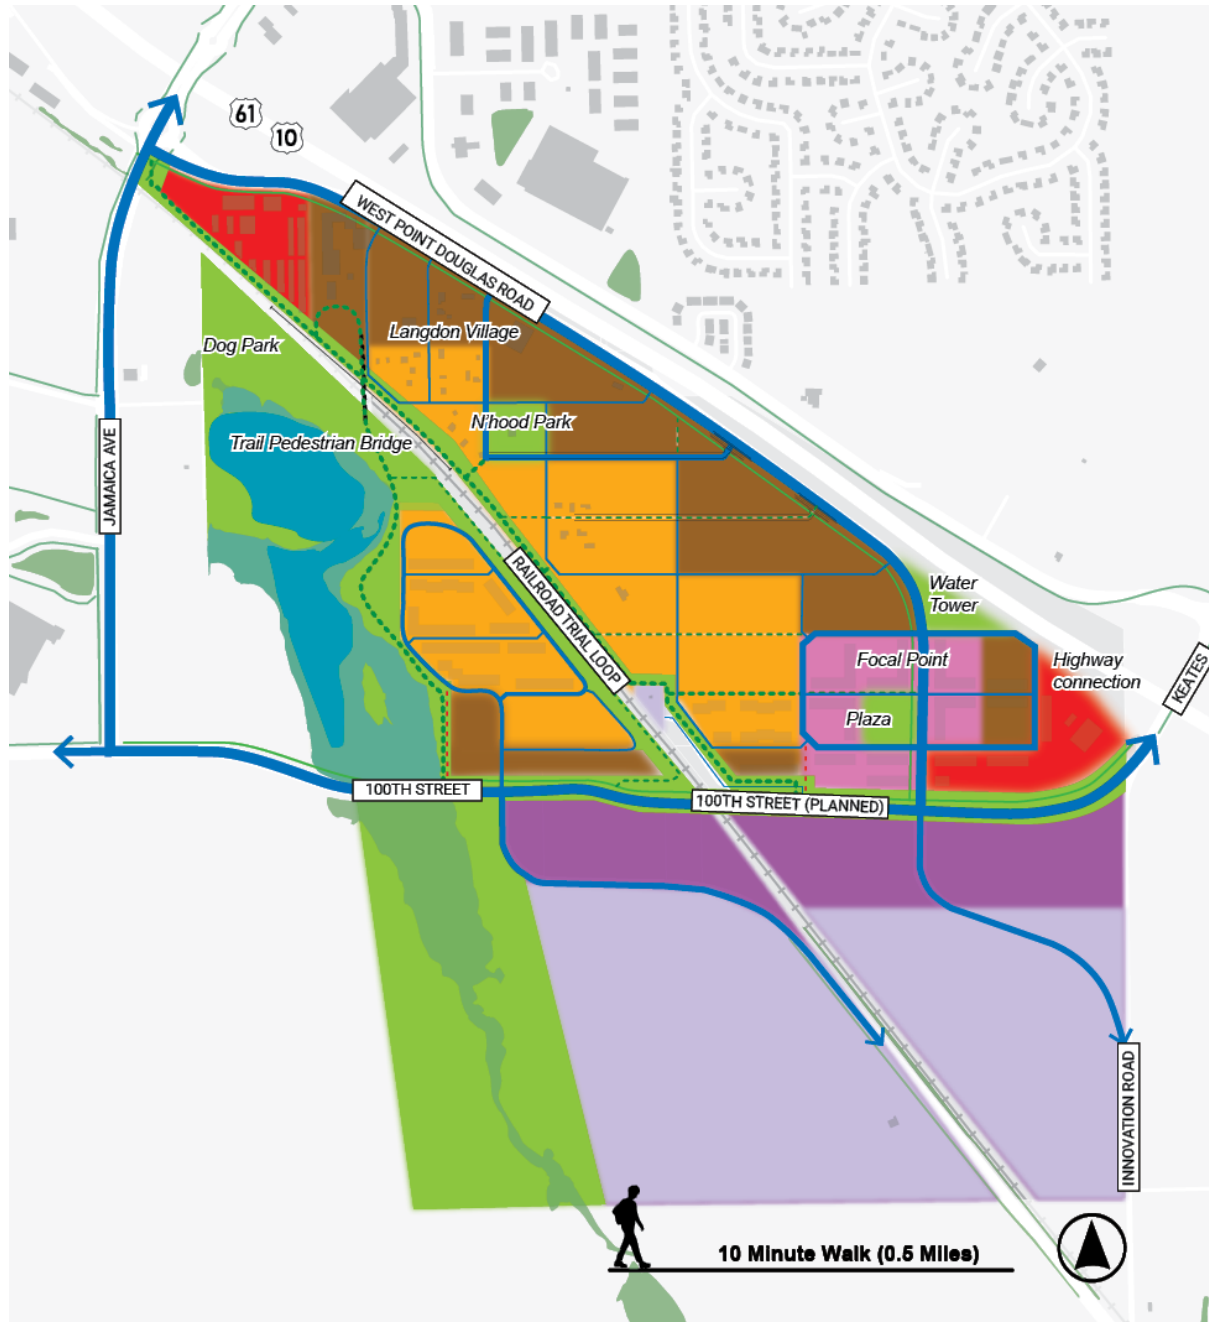 61
10
WEST POINT DOUGLAS ROAD
Langdon Village
Dog Park
N'hood Park
Trail Pedestrian Bridge
JAMAICA AVE
RAILROAD TRIAL LOOP
Water
Tower
Focal Point
Highway
connection
KEATES
Plaza
100TH STREET
100TH STREET (PLANNED)
INNOVATION ROAD
10 Minute Walk (0.5 Miles)